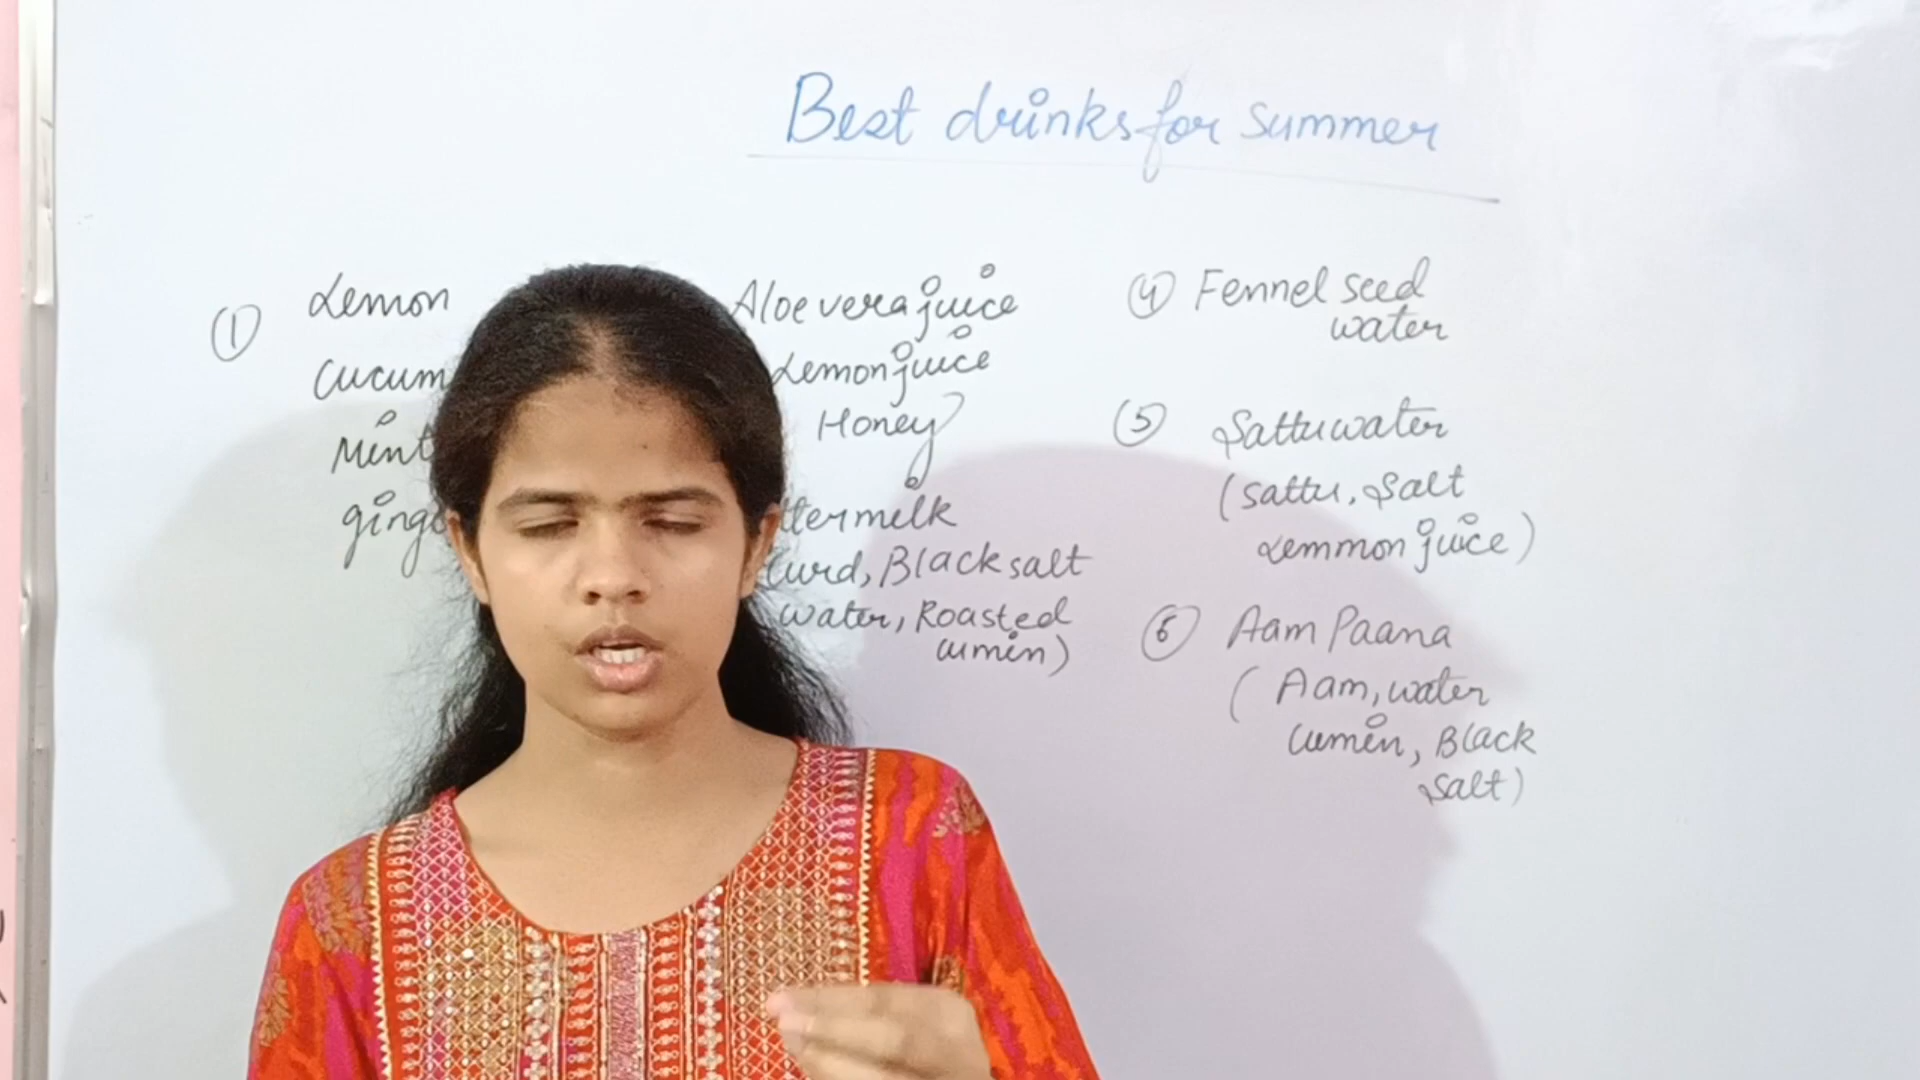 Best drinks for summer
① Lemon
Cucum
Mint
ginge
Aloe vera juice
Lemon juice
Honey
ttermelk
Curd, Black salt
water, Roasted
cumin)
④ Fennel seed
water
⑤ Sattu water
(sattu, Salt
Lemmon juice)
⑥ Aam Paana
(Aam, water
Cumin, Black
Salt)